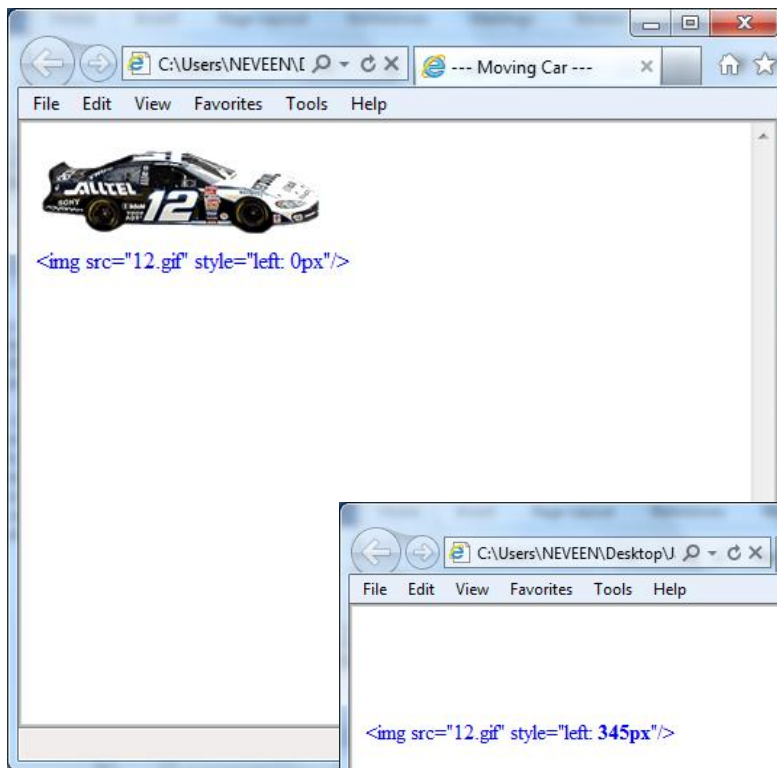 C:\Users\NEVEEN\D
--- Moving Car ---
File Edit View Favorites Tools Help
ALLTEL
SONY
12
<img src="12.gif" style="left: 0px"/>
C:\Users\NEVEEN\Desktop\J
File Edit View Favorites Tools Help
<img src="12.gif" style="left: 345px"/>